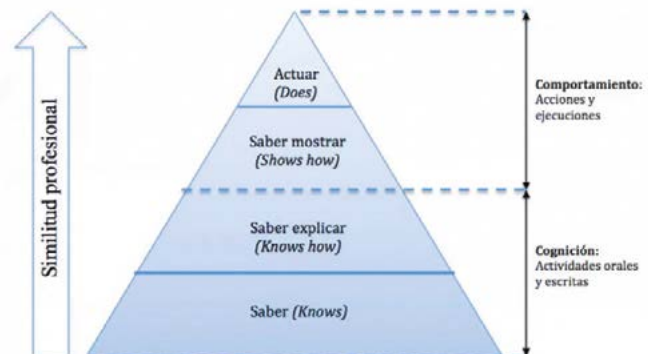 Similitud profesional
Actuar
(Does)
Saber mostrar
(Shows how)
Saber explicar
(Knows how)
Saber (Knows)
Comportamiento:
Acciones y
ejecuciones
Cognición:
Actividades orales
y escritas